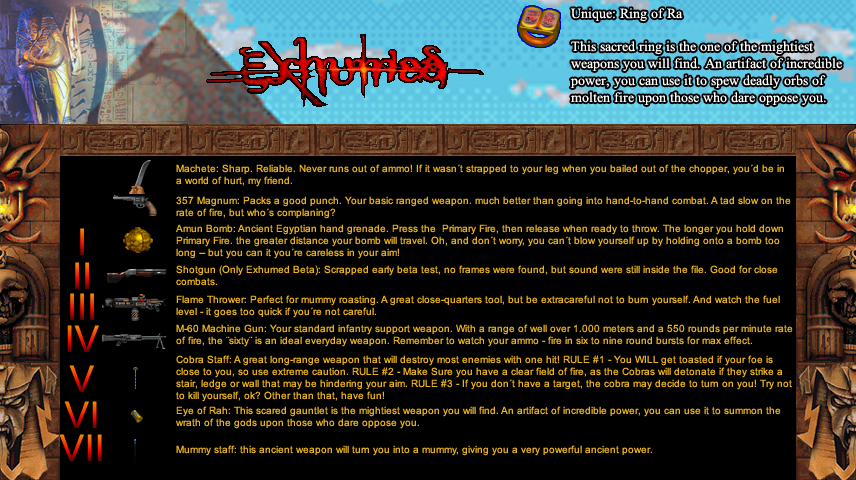 Exhumed
Unique: Ring of Ra
This sacred ring is the one of the mightiest
weapons you will find. An artifact of incredible
power, you can use it to spew deadly orbs of
molten fire upon those who dare oppose you.
Machete: Sharp. Reliable. Never runs out of ammo! If it wasn´t strapped to your leg when you bailed out of the chopper, you´d be in
a world of hurt, my friend.
357 Magnum: Packs a good punch. Your basic ranged weapon. much better than going into hand-to-hand combat. A tad slow on the
rate of fire, but who´s complaning?
I
Amun Bomb: Ancient Egyptian hand grenade. Press the Primary Fire, then release when ready to throw. The longer you hold down
Primary Fire. the greater distance your bomb will travel. Oh, and don´t worry, you can´t blow yourself up by holding onto a bomb too
long – but you can it you´re careless in your aim!
II
Shotgun (Only Exhumed Beta): Scrapped early beta test, no frames were found, but sound were still inside the file. Good for close
combats.
III
Flame Thrower: Perfect for mummy roasting. A great close-quarters tool, but be extracareful not to burn yourself. And watch the fuel
level - it goes too quick if you´re not careful.
IV
M-60 Machine Gun: Your standard infantry support weapon. With a range of well over 1.000 meters and a 550 rounds per minute rate
of fire, the ¨sixty¨ is an ideal everyday weapon. Remember to watch your ammo - fire in six to nine round bursts for max effect.
V
Cobra Staff: A great long-range weapon that will destroy most enemies with one hit! RULE #1 - You WILL get toasted if your foe is
close to you, so use extreme caution. RULE #2 - Make Sure you have a clear field of fire, as the Cobras will detonate if they strike a
stair, ledge or wall that may be hindering your aim. RULE #3 - If you don´t have a target, the cobra may decide to turn on you! Try not
to kill yourself, ok? Other than that, have fun!
VI
Eye of Rah: This scared gauntlet is the mightiest weapon you will find. An artifact of incredible power, you can use it to summon the
wrath of the gods upon those who dare oppose you.
VII
Mummy staff: this ancient weapon will turn you into a mummy, giving you a very powerful ancient power.